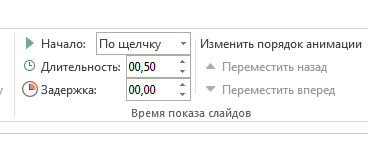 Начало: По щелчку Изменить порядок анимации
Длительность: 00,50 Переместить назад
Задержка: 00,00 Переместить вперед
Время показа слайдов